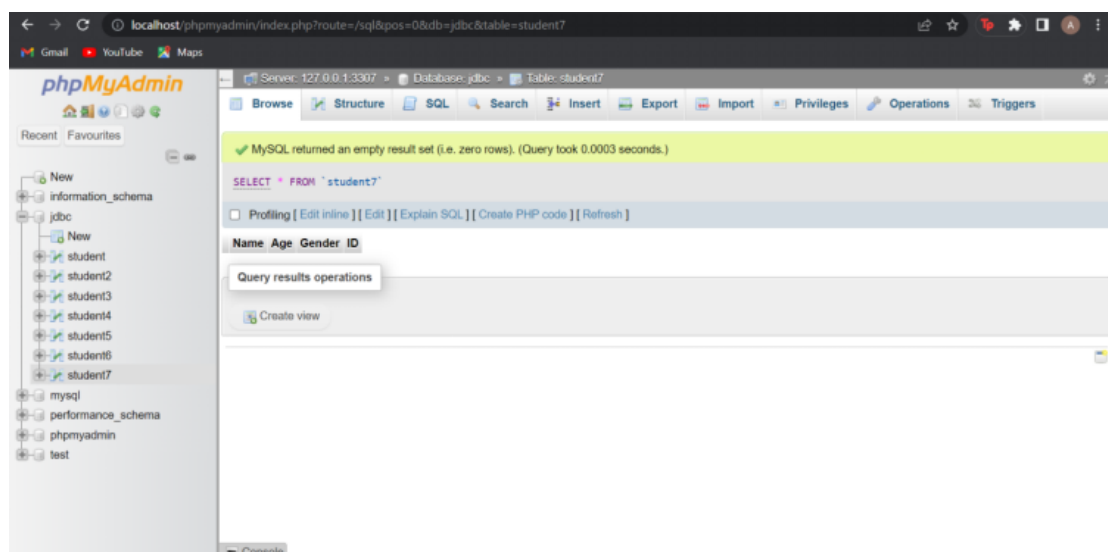 localhost/phpmyadmin/index.php?route=/sql&pos=0&db=jdbc&table=student7
Gmail YouTube Maps
phpMyAdmin
Recent Favourites
New
information_schema
jdbc
New
student
student2
student3
student4
student5
student6
student7
mysql
performance_schema
phpmyadmin
test
Server: 127.0.0.1:3307 » Database: jdbc » Table: student7
Browse Structure SQL Search Insert Export Import Privileges Operations Triggers
MySQL returned an empty result set (i.e. zero rows). (Query took 0.0003 seconds.)
SELECT * FROM `student7`
Profiling [ Edit inline ] [ Edit ] [ Explain SQL ] [ Create PHP code ] [ Refresh ]
Name Age Gender ID
Query results operations
Create view
Console